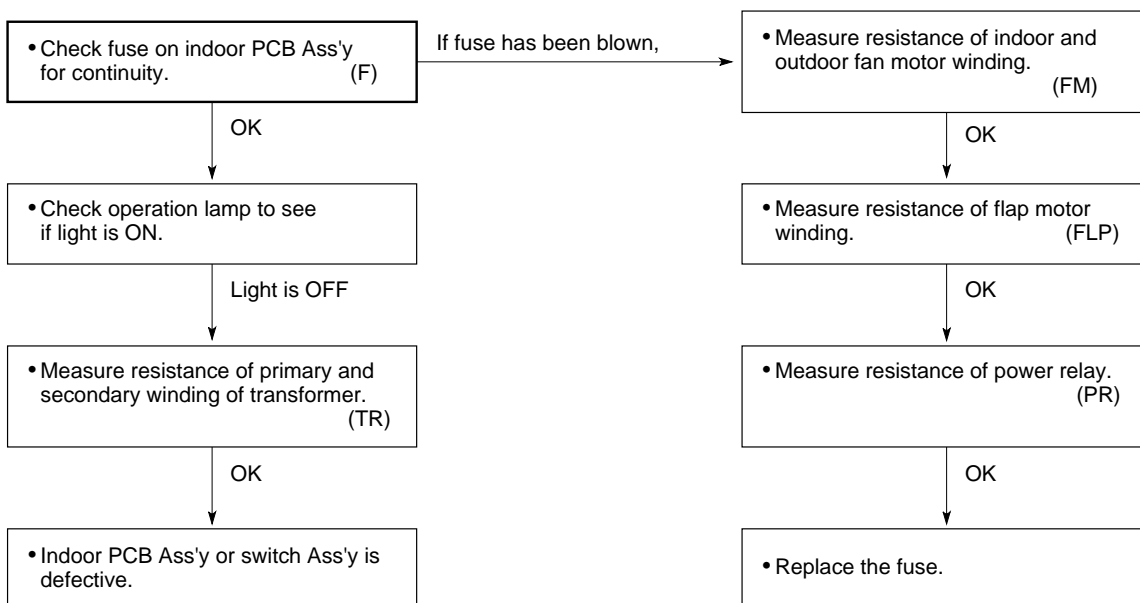 • Check fuse on indoor PCB Ass'y
for continuity. (F)
If fuse has been blown,
• Measure resistance of indoor and
outdoor fan motor winding.
(FM)
OK
OK
• Check operation lamp to see
if light is ON.
• Measure resistance of flap motor
winding. (FLP)
Light is OFF
OK
• Measure resistance of primary and
secondary winding of transformer.
(TR)
• Measure resistance of power relay.
(PR)
OK
OK
• Indoor PCB Ass'y or switch Ass'y is
defective.
• Replace the fuse.